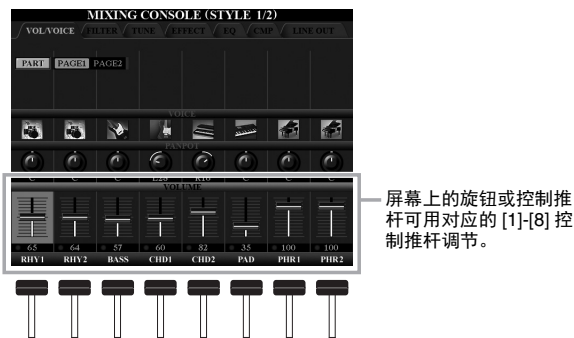 MIXING CONSOLE (STYLE 1/2)
VOL/VOICE FILTER TUNE EFFECT EQ CMP LINE OUT
PART PAGE1 PAGE2
VOICE
PANPOT
C C C L23 R16 C C C
VOLUME
65 64 57 60 82 35 100 100
RHY1 RHY2 BASS CHD1 CHD2 PAD PHR1 PHR2
屏幕上的旋钮或控制推
杆可用对应的 [1]-[8] 控
制推杆调节。